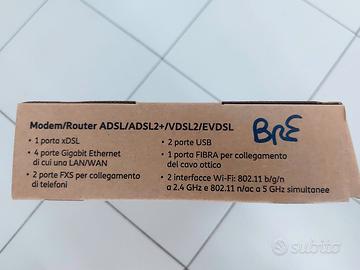 Modem/Router ADSL/ADSL2+/VDSL2/EVDSL
BRE
• 1 porta xDSL
• 4 porte Gigabit Ethernet
di cui una LAN/WAN
• 2 porte FXS per collegamento
di telefoni
• 2 porte USB
• 1 porta FIBRA per collegamento
del cavo ottico
• 2 interfacce Wi-Fi: 802.11 b/g/n
a 2.4 GHz e 802.11 n/ac a 5 GHz simultanee
subito